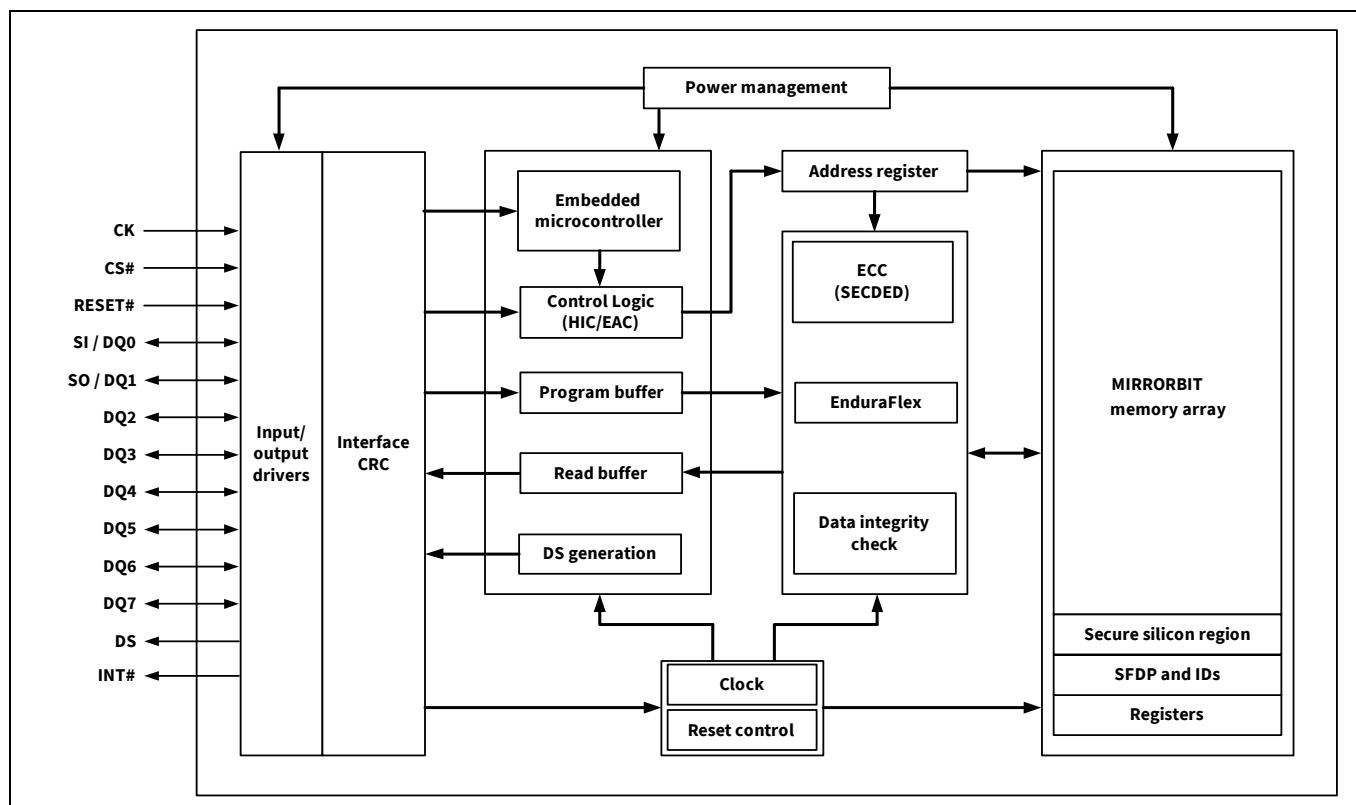 Power management
CK
CS#
RESET#
SI / DQ0
SO / DQ1
DQ2
DQ3
DQ4
DQ5
DQ6
DQ7
DS
INT#
Input/
output
drivers
Interface
CRC
Embedded
microcontroller
Control Logic
(HIC/EAC)
Program buffer
Read buffer
DS generation
Address register
ECC
(SECDED)
EnduraFlex
Data integrity
check
Clock
Reset control
MIRRORBIT
memory array
Secure silicon region
SFDP and IDs
Registers